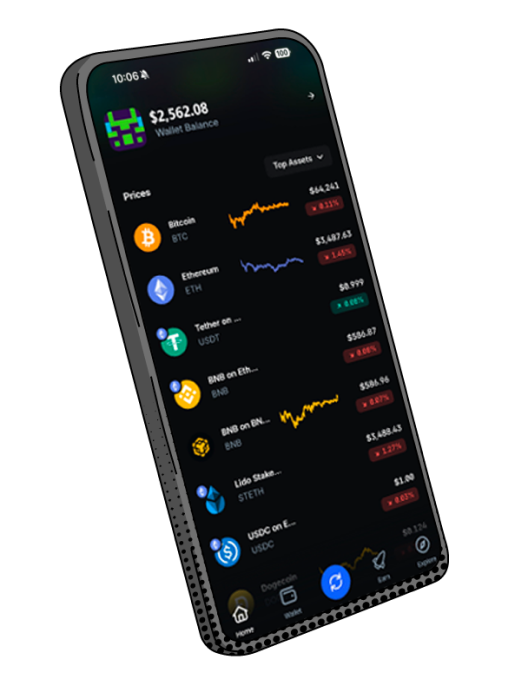 10:06
100
$2,562.08
Wallet Balance
Top Assets
Prices
Bitcoin
BTC
$64,241
0.11%
Ethereum
ETH
$3,487.63
1.45%
Tether on ...
USDT
$0.999
0.06%
BNB on Eth...
BNB
$586.87
0.08%
BNB on BN...
BNB
$586.96
0.07%
Lido Stake...
STETH
$3,488.43
1.27%
USDC on E...
USDC
$1.00
0.02%
Dogecoin
$0.124
Home
Wallet
Earn
Explore